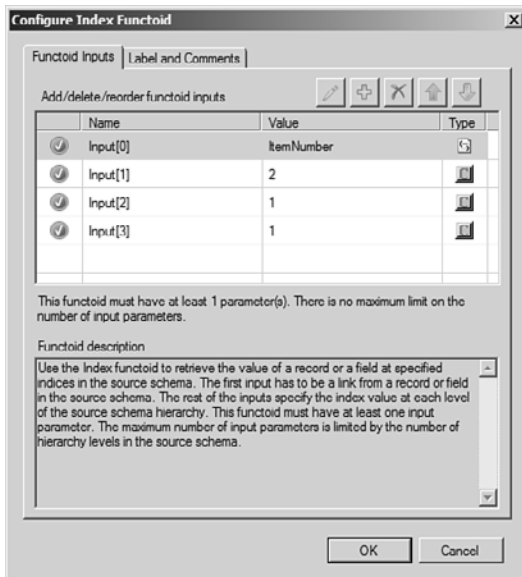 Configure Index Functoid
Functoid Inputs
Label and Comments
Add/delete/reorder functoid inputs
Name Value Type
Input[0] ItemNumber
Input[1] 2
Input[2] 1
Input[3] 1
This functoid must have at least 1 parameter(s). There is no maximum limit on the
number of input parameters.
Functoid description
Use the Index functoid to retrieve the value of a record or a field at specified
indices in the source schema. The first input has to be a link from a record or field
in the source schema. The rest of the inputs specify the index value at each level
of the source schema hierarchy. This functoid must have at least one input
parameter. The maximum number of input parameters is limited by the number of
hierarchy levels in the source schema.
OK Cancel